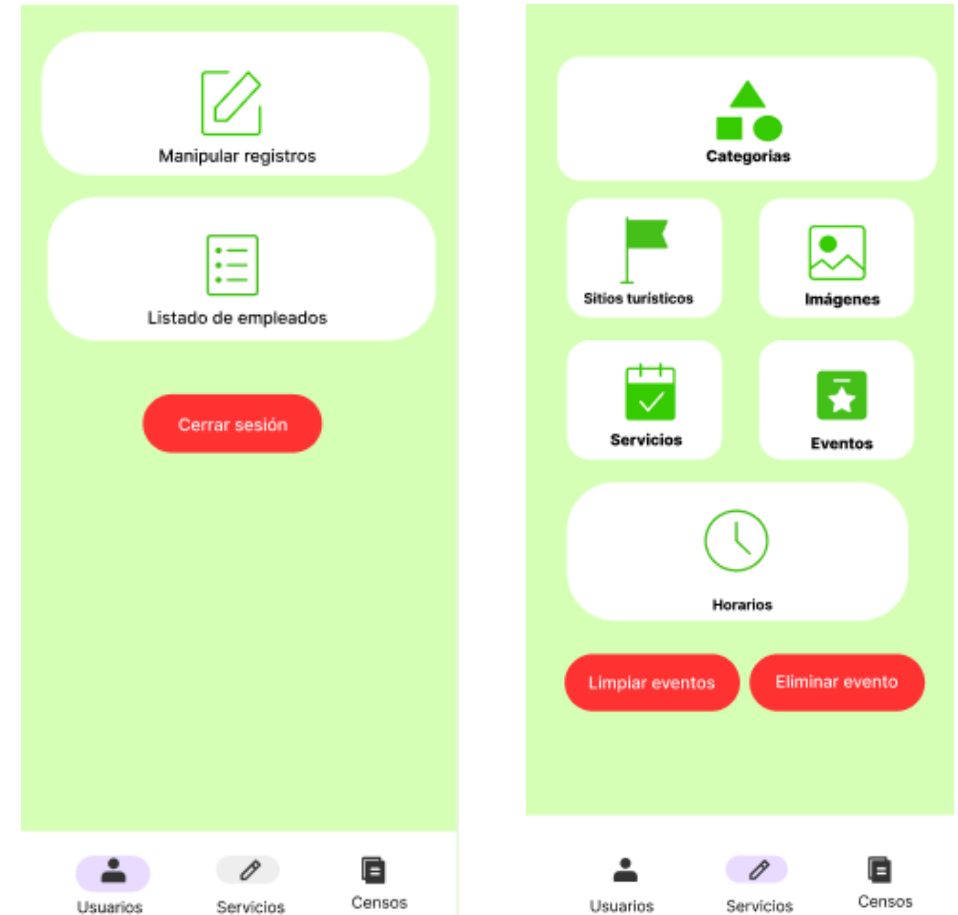 Manipular registros
Listado de empleados
Cerrar sesión
Usuarios
Servicios
Censos
Categorias
Sitios turísticos
Imágenes
Servicios
Eventos
Horarios
Limpiar eventos
Eliminar evento
Usuarios
Servicios
Censos